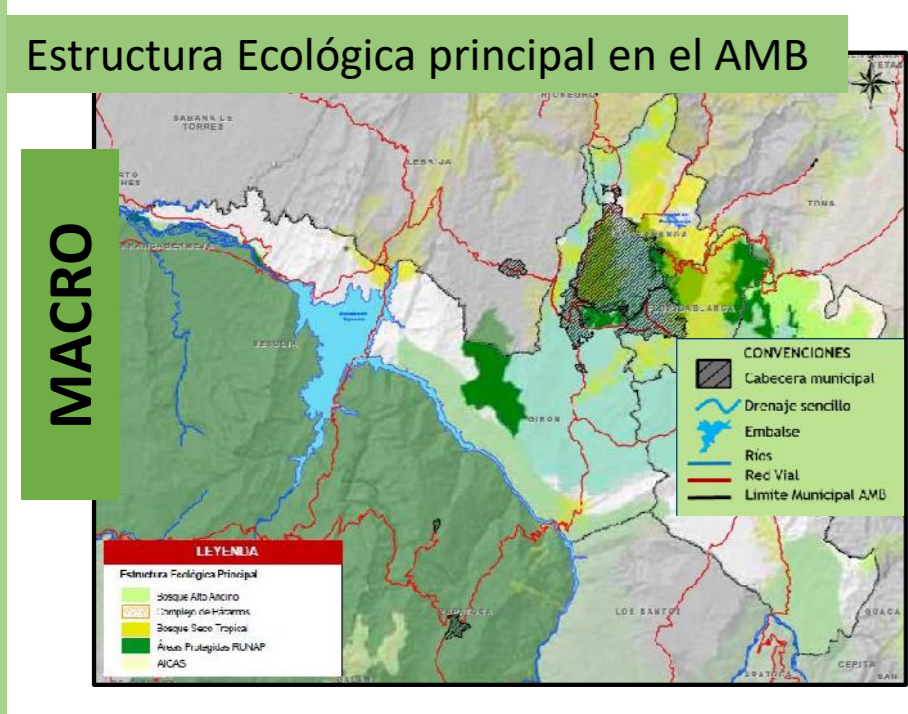 Estructura Ecológica principal en el AMB
MACRO
SABANA DE
TORRES
RIONEGRO
LEBRIJA
TONA
FLORIDABLANCA
BETULIA
GIRON
ZAPATOCA
LOS SANTOS
CEPITA
SAN
CONVENCIONES
Cabecera municipal
Drenaje sencillo
Embalse
Ríos
Red Vial
Limite Municipal AMB
LEYENDA
Estructura Ecológica Principal
Bosque Alto Andino
Complejo de Páramos
Bosque Seco Tropical
Áreas Protegidas RUNAP
AICAS